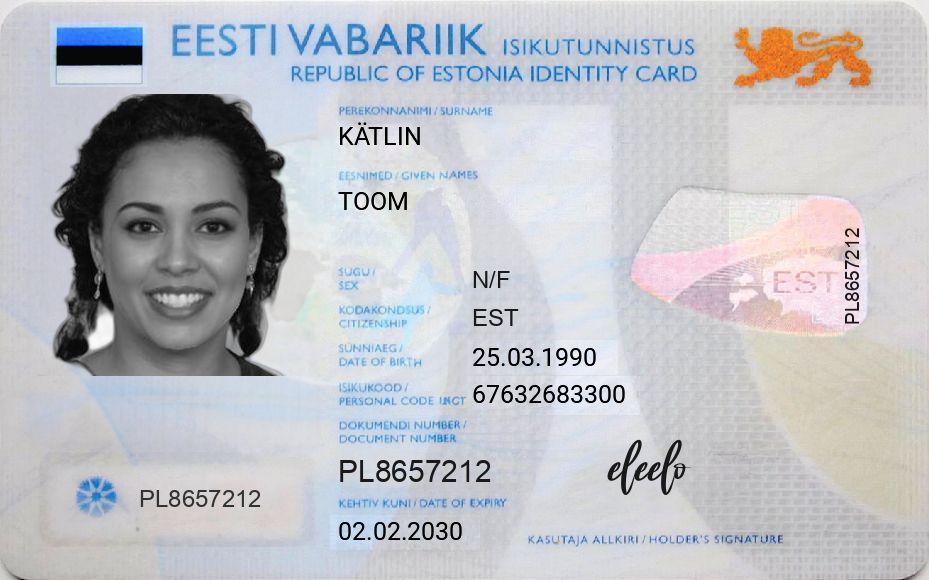 EESTI VABARIIK ISIKUTUNNISTUS
REPUBLIC OF ESTONIA IDENTITY CARD
PEREKONNANIMI / SURNAME
KÄTLIN
EESNIMED / GIVEN NAMES
TOOM
SUGU /
SEX
N/F
KODAKONDSUS /
CITIZENSHIP
EST
SÜNNIAEG /
DATE OF BIRTH
25.03.1990
ISIKUKOOD /
PERSONAL CODE
67632683300
DOKUMENDI NUMBER /
DOCUMENT NUMBER
PL8657212
KEHTIV KUNI / DATE OF EXPIRY
02.02.2030
PL8657212
EST
PL8657212
eleelo
KASUTAJA ALLKIRI / HOLDER'S SIGNATURE